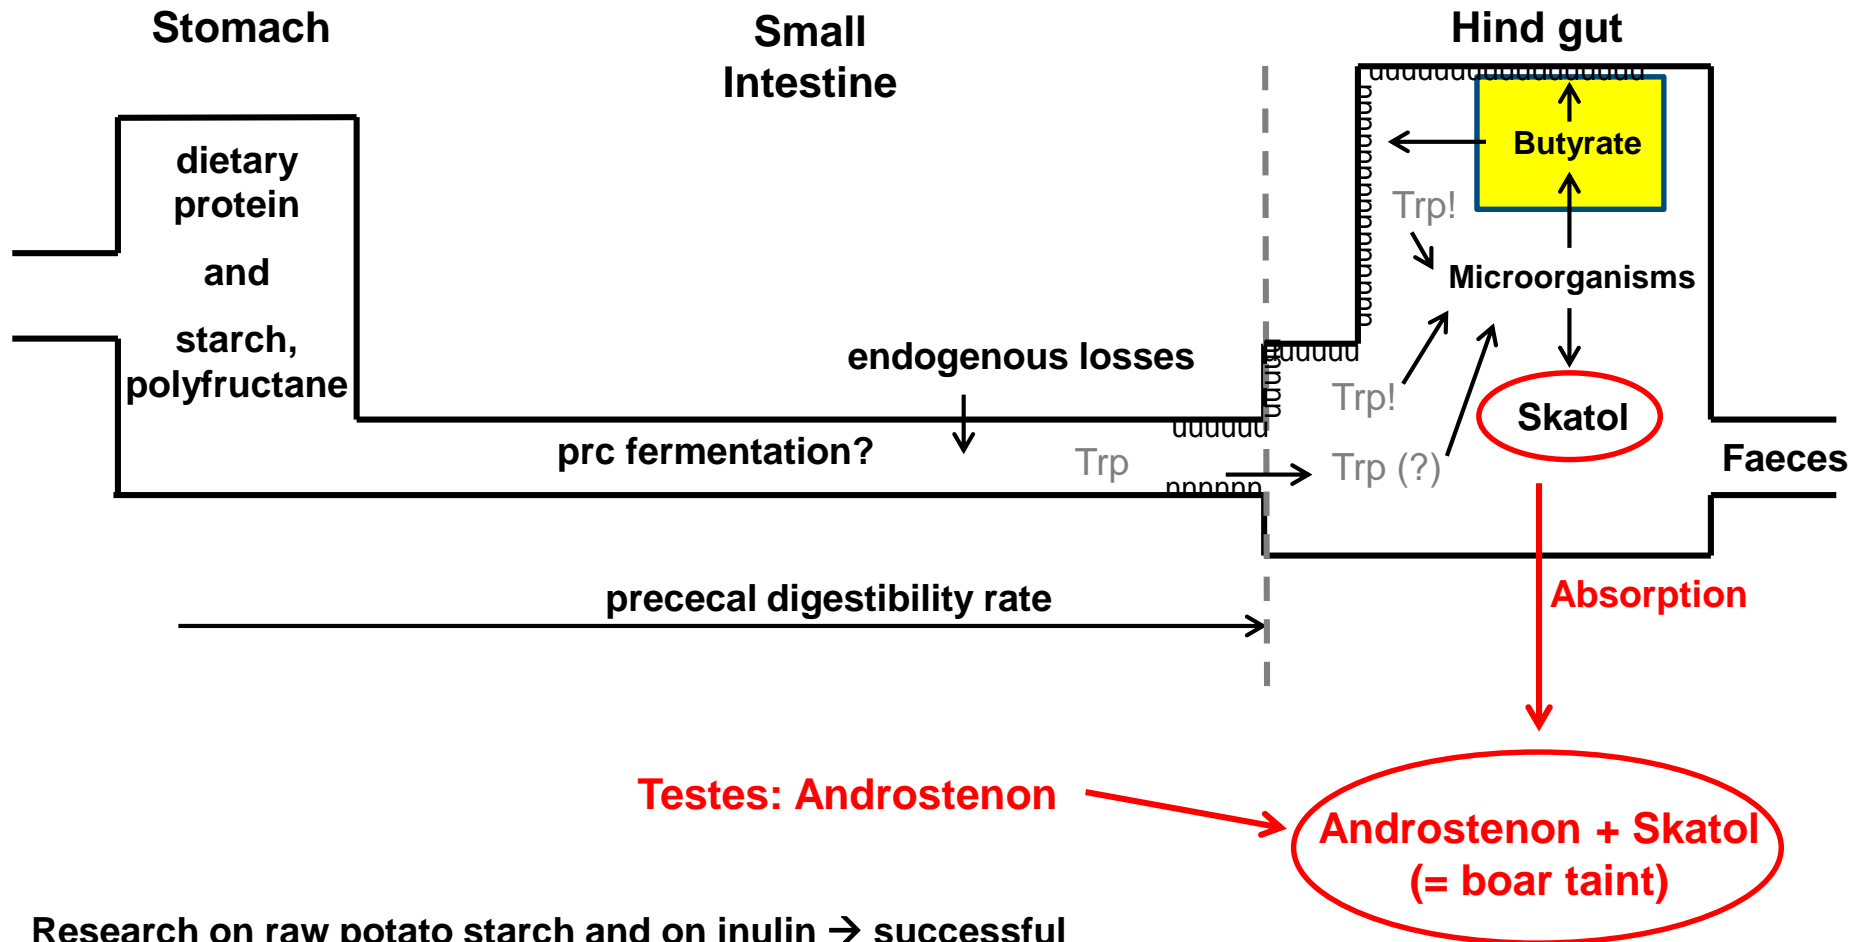 Stomach
Small
Intestine
Hind gut
dietary
protein
and
starch,
polyfructane
endogenous losses
prc fermentation?
Trp
Butyrate
Trp!
Microorganisms
Trp!
Skatol
Trp (?)
Faeces
prececal digestibility rate
Absorption
Testes: Androstenon
Androstenon + Skatol
(= boar taint)
Research on raw potato starch and on inulin → successful